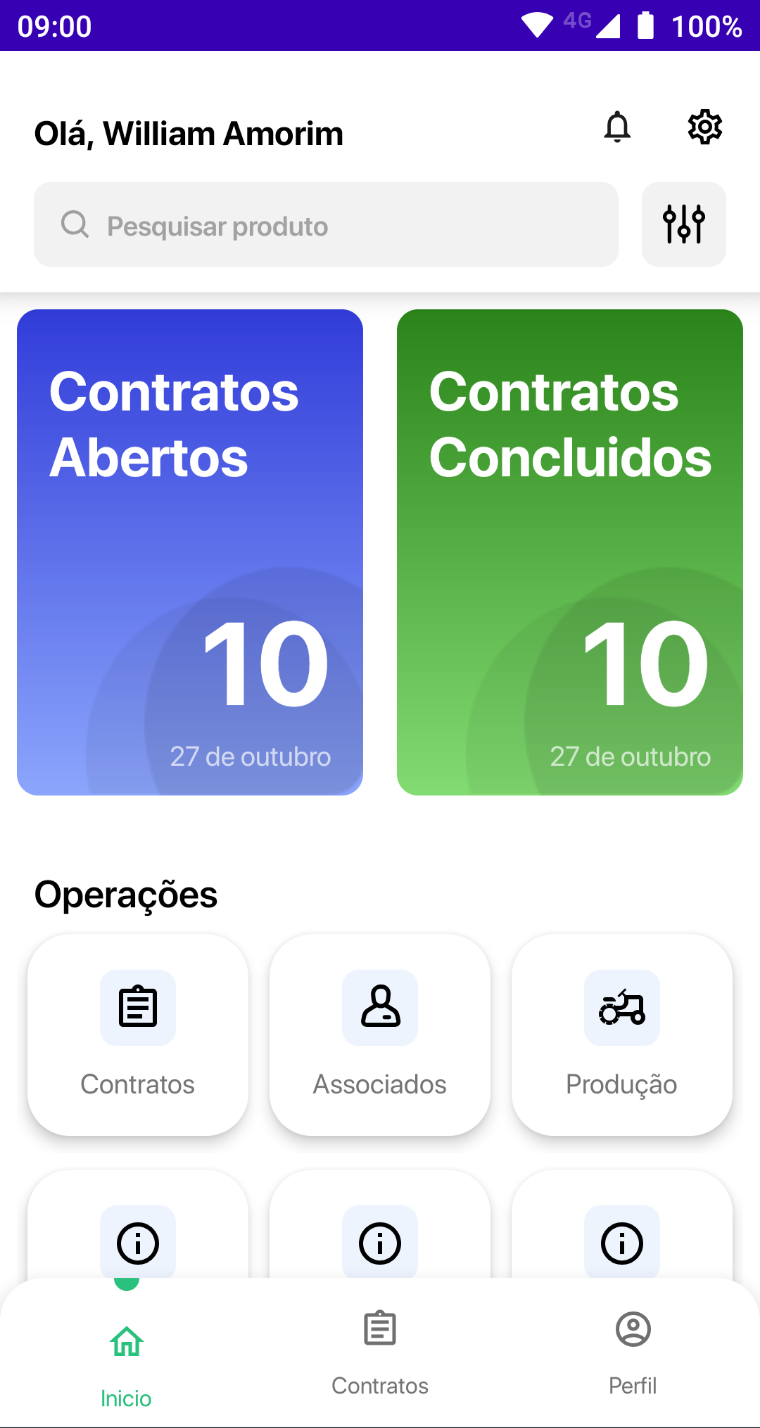 09:00
4G
100%
Olá, William Amorim
Pesquisar produto
Contratos
Abertos
10
27 de outubro
Contratos
Concluidos
10
27 de outubro
Operações
Contratos
Associados
Produção
Inicio
Contratos
Perfil